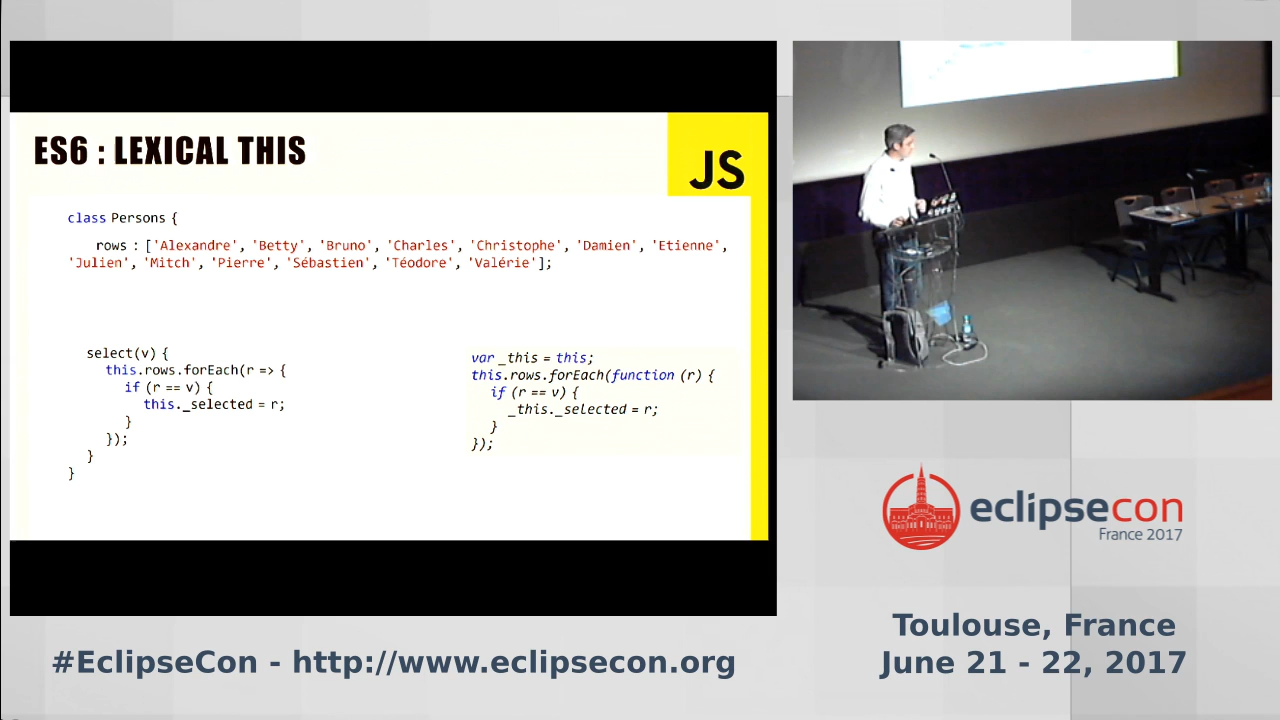 ES6 : LEXICAL THIS
JS
class Persons {
rows : ['Alexandre', 'Betty', 'Bruno', 'Charles', 'Christophe', 'Damien', 'Etienne',
'Julien', 'Mitch', 'Pierre', 'Sébastien', 'Téodore', 'Valérie'];
select(v) {
this.rows.forEach(r => {
if (r == v) {
this._selected = r;
}
});
}
}
var _this = this;
this.rows.forEach(function (r) {
if (r == v) {
_this._selected = r;
}
});
eclipsecon
France 2017
Toulouse, France
June 21 - 22, 2017
#EclipseCon - http://www.eclipsecon.org